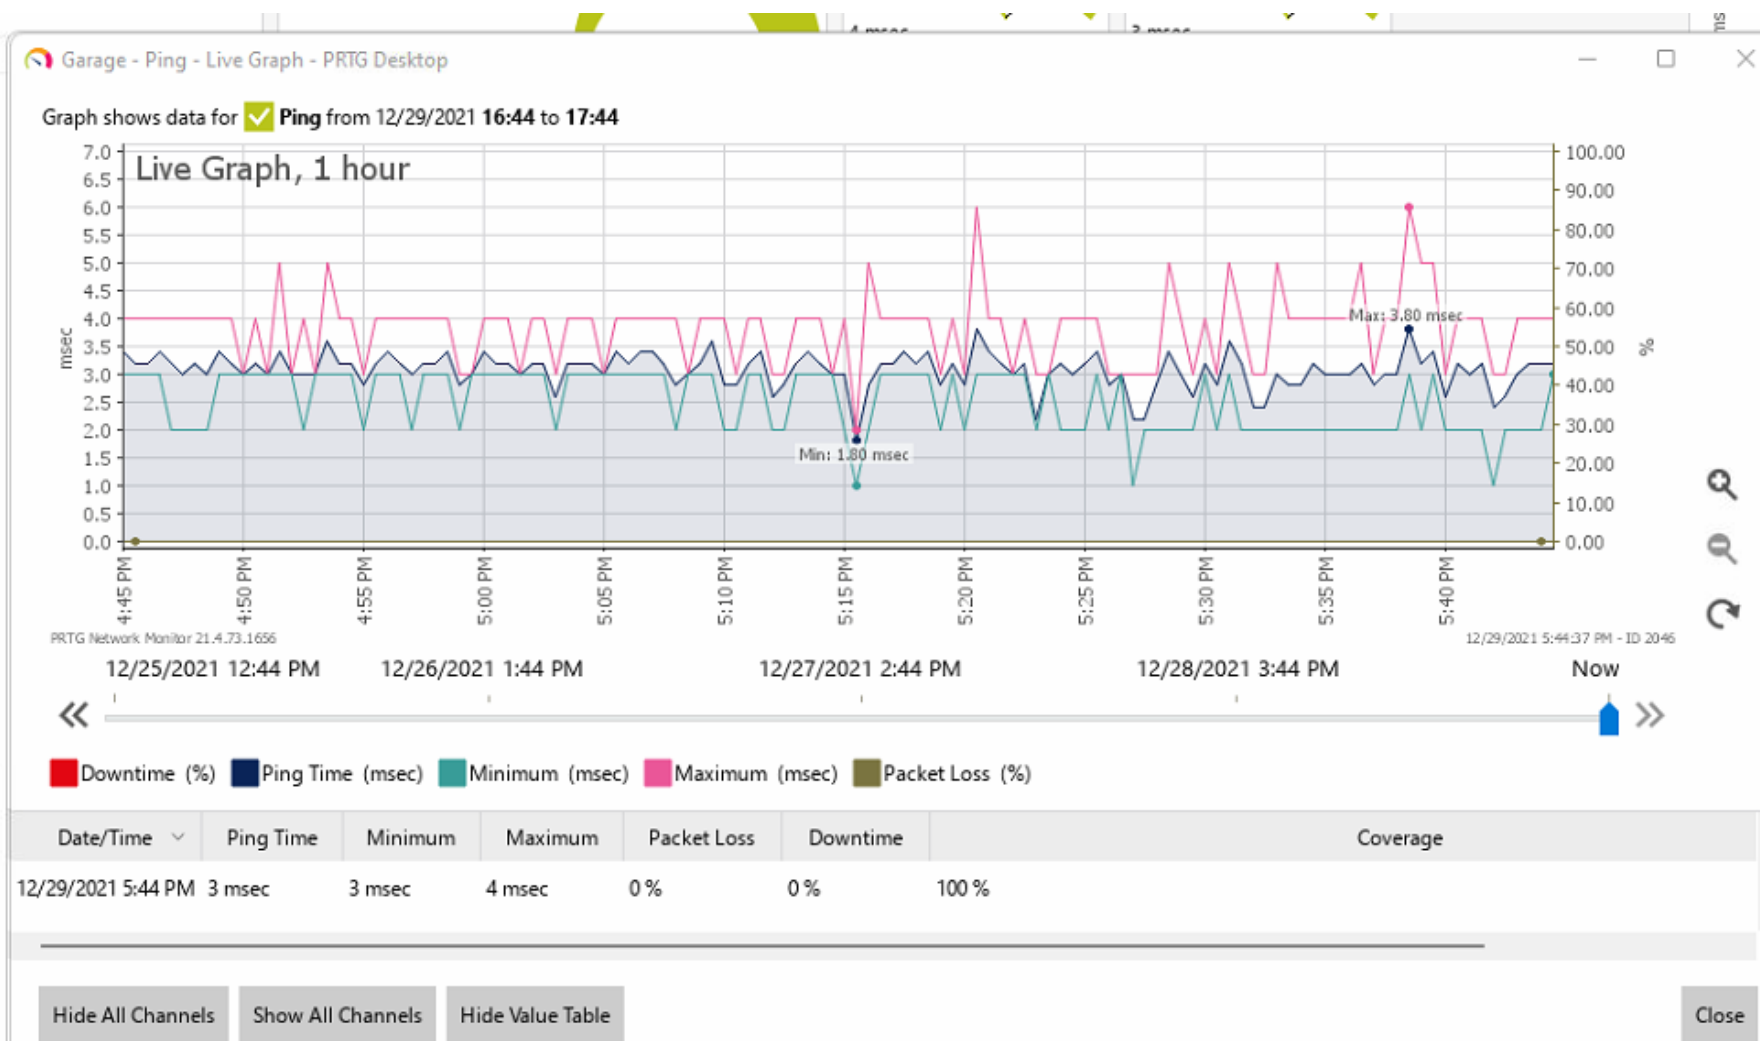 4 msec
3 msec
ms
Garage - Ping - Live Graph - PRTG Desktop
Graph shows data for Ping from 12/29/2021 16:44 to 17:44
Live Graph, 1 hour
7.0
6.5
6.0
5.5
5.0
4.5
4.0
3.5
3.0
2.5
2.0
1.5
1.0
0.5
0.0
msec
100.00
90.00
80.00
70.00
60.00
50.00
40.00
30.00
20.00
10.00
0.00
%
Max: 3.80 msec
Min: 1.80 msec
4:45 PM
4:50 PM
4:55 PM
5:00 PM
5:05 PM
5:10 PM
5:15 PM
5:20 PM
5:25 PM
5:30 PM
5:35 PM
5:40 PM
PRTG Network Monitor 21.4.73.1656
12/29/2021 5:44:37 PM - ID 2046
12/25/2021 12:44 PM 12/26/2021 1:44 PM 12/27/2021 2:44 PM 12/28/2021 3:44 PM Now
Downtime (%) Ping Time (msec) Minimum (msec) Maximum (msec) Packet Loss (%)
Date/Time Ping Time Minimum Maximum Packet Loss Downtime Coverage
12/29/2021 5:44 PM 3 msec 3 msec 4 msec 0 % 0 % 100 %
Hide All Channels Show All Channels Hide Value Table Close